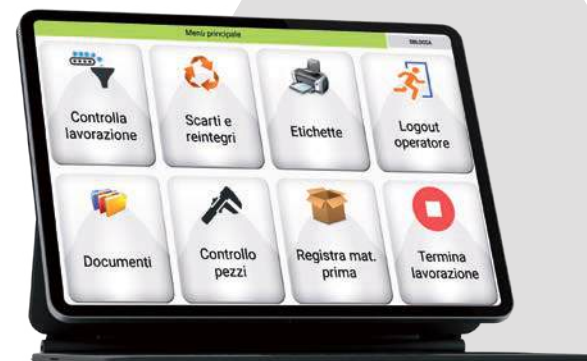 Menù principale
SBLOCCA
Controlla
lavorazione
Scarti e
reintegri
Etichette
Logout
operatore
Documenti
Controllo
pezzi
Registra mat.
prima
Termina
lavorazione